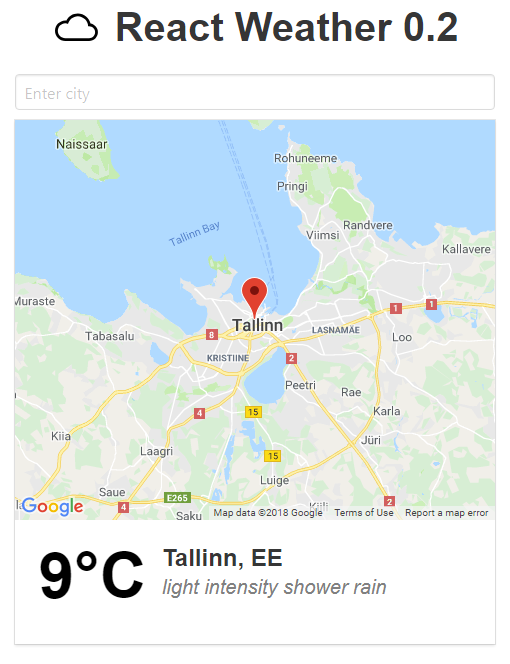 React Weather 0.2
Enter city
Naissaar
Rohuneeme
Pringi
Tallinn Bay
Viimsi
Randvere
Kallavere
Muraste
Tallinn
1
1
Tabasalu
8
LASNAMÄE
Loo
KRISTIINE
2
Peetri
Rae
4
15
Karla
Kiia
Laagri
Jüri
15
Luige
Saue
E265
2
4
Saku
Kiili
Google
Map data ©2018 Google
Terms of Use
Report a map error
9°C
Tallinn, EE
light intensity shower rain